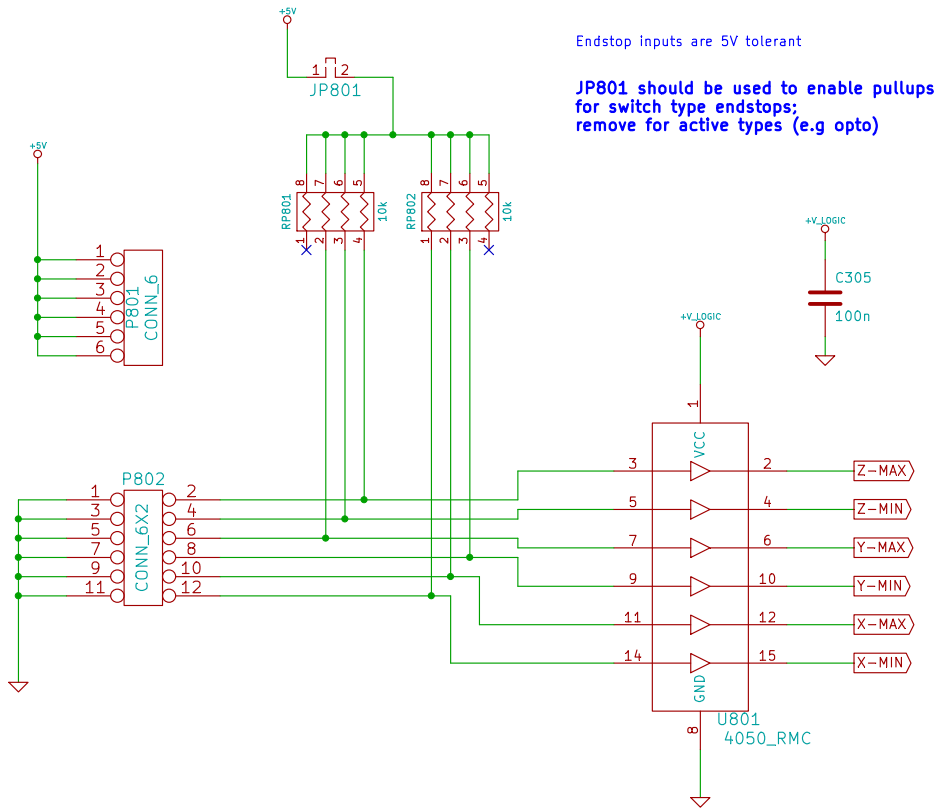 +5V
Endstop inputs are 5V tolerant
1 2
JP801
JP801 should be used to enable pullups
for switch type endstops;
remove for active types (e.g opto)
+5V
8 7 6 5
RP801
10k
1 2 3 4
8 7 6 5
RP802
10k
1 2 3 4
+V_LOGIC
C305
100n
1
2
3
4
5
6
P801
CONN_6
+V_LOGIC
1
VCC
P802
1 2
3 4
5 6
7 8
9 10
11 12
CONN_6X2
3 2 Z-MAX
5 4 Z-MIN
7 6 Y-MAX
9 10 Y-MIN
11 12 X-MAX
14 15 X-MIN
GND
8
U801
4050_RMC